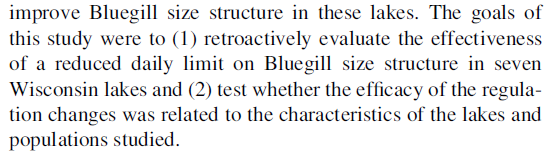 improve Bluegill size structure in these lakes. The goals of
this study were to (1) retroactively evaluate the effectiveness
of a reduced daily limit on Bluegill size structure in seven
Wisconsin lakes and (2) test whether the efficacy of the regula-
tion changes was related to the characteristics of the lakes and
populations studied.